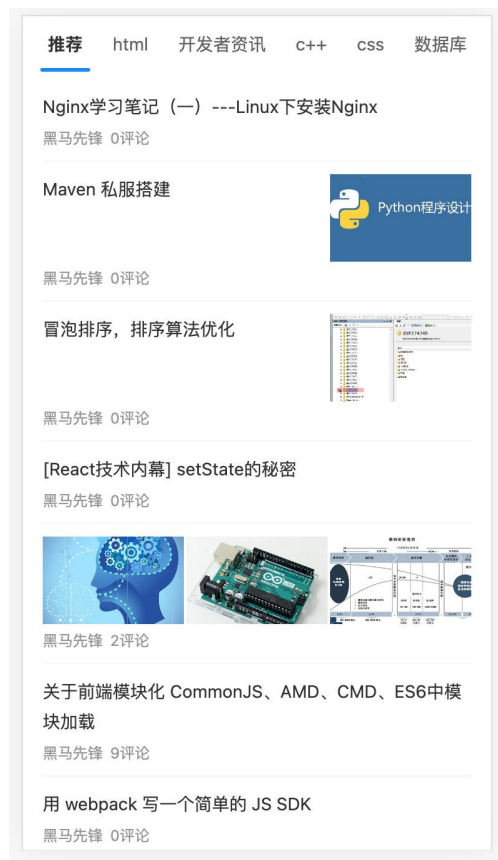 推荐 html 开发者资讯 c++ css 数据库
Nginx学习笔记（一）---Linux下安装Nginx
黑马先锋 0评论
Maven 私服搭建
Python程序设计
黑马先锋 0评论
冒泡排序，排序算法优化
黑马先锋 0评论
[React技术内幕] setState的秘密
黑马先锋 0评论
黑马先锋 2评论
关于前端模块化 CommonJS、AMD、CMD、ES6中模
块加载
黑马先锋 9评论
用 webpack 写一个简单的 JS SDK
黑马先锋 0评论